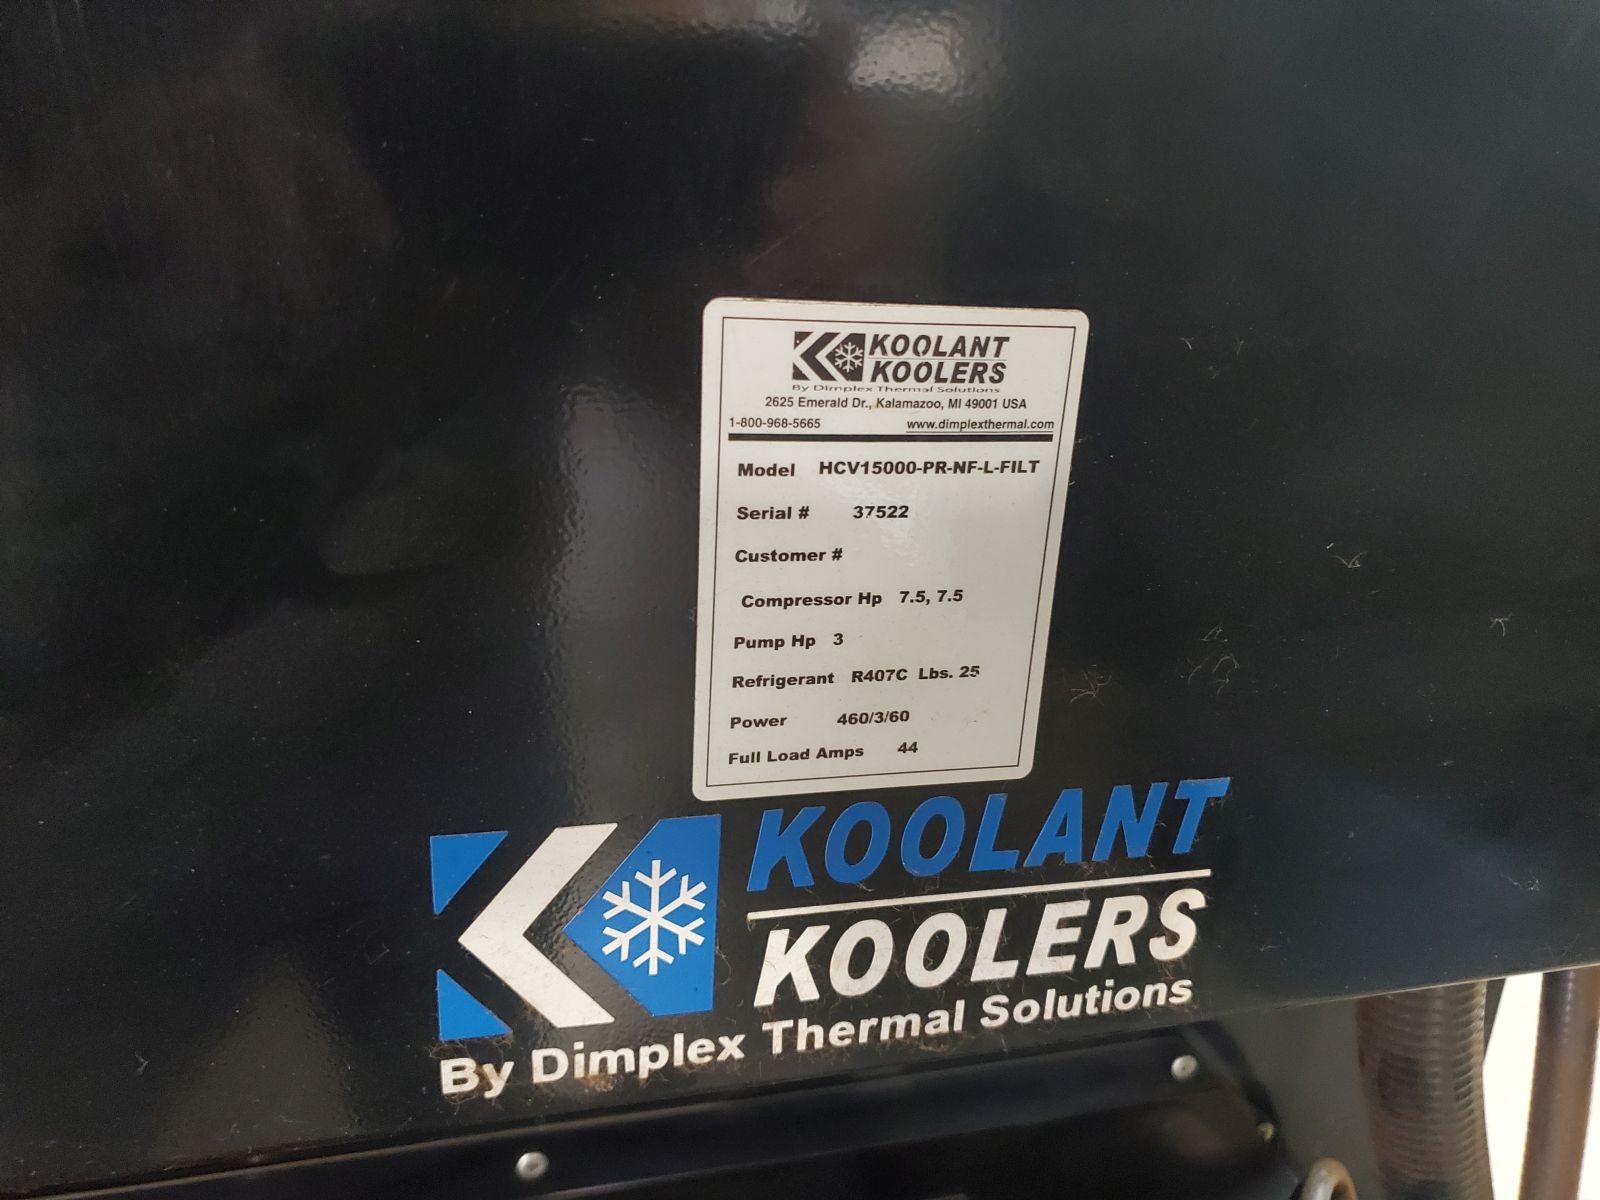 KOOLANT
KOOLERS
By Dimplex Thermal Solutions
2625 Emerald Dr., Kalamazoo, MI 49001 USA
1-800-968-5665 www.dimplexthermal.com
Model HCV15000-PR-NF-L-FILT
Serial # 37522
Customer #
Compressor Hp 7.5, 7.5
Pump Hp 3
Refrigerant R407C Lbs. 25
Power 460/3/60
Full Load Amps 44
KOOLANT
KOOLERS
By Dimplex Thermal Solutions